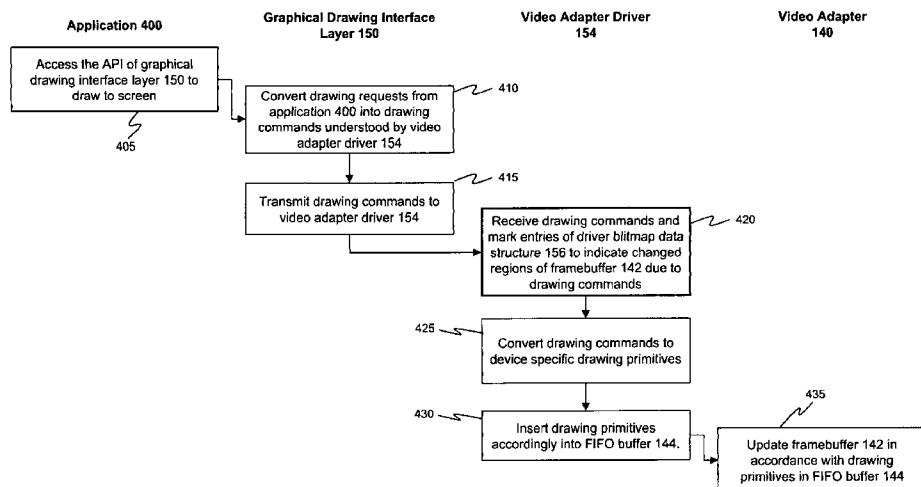 Application 400
Graphical Drawing Interface
Layer 150
Video Adapter Driver
154
Video Adapter
140
Access the API of graphical
drawing interface layer 150 to
draw to screen
405
410
Convert drawing requests from
application 400 into drawing
commands understood by video
adapter driver 154
415
Transmit drawing commands to
video adapter driver 154
420
Receive drawing commands and
mark entries of driver blitmap data
structure 156 to indicate changed
regions of framebuffer 142 due to
drawing commands
425
Convert drawing commands to
device specific drawing primitives
430
Insert drawing primitives
accordingly into FIFO buffer 144.
435
Update framebuffer 142 in
accordance with drawing
primitives in FIFO buffer 144